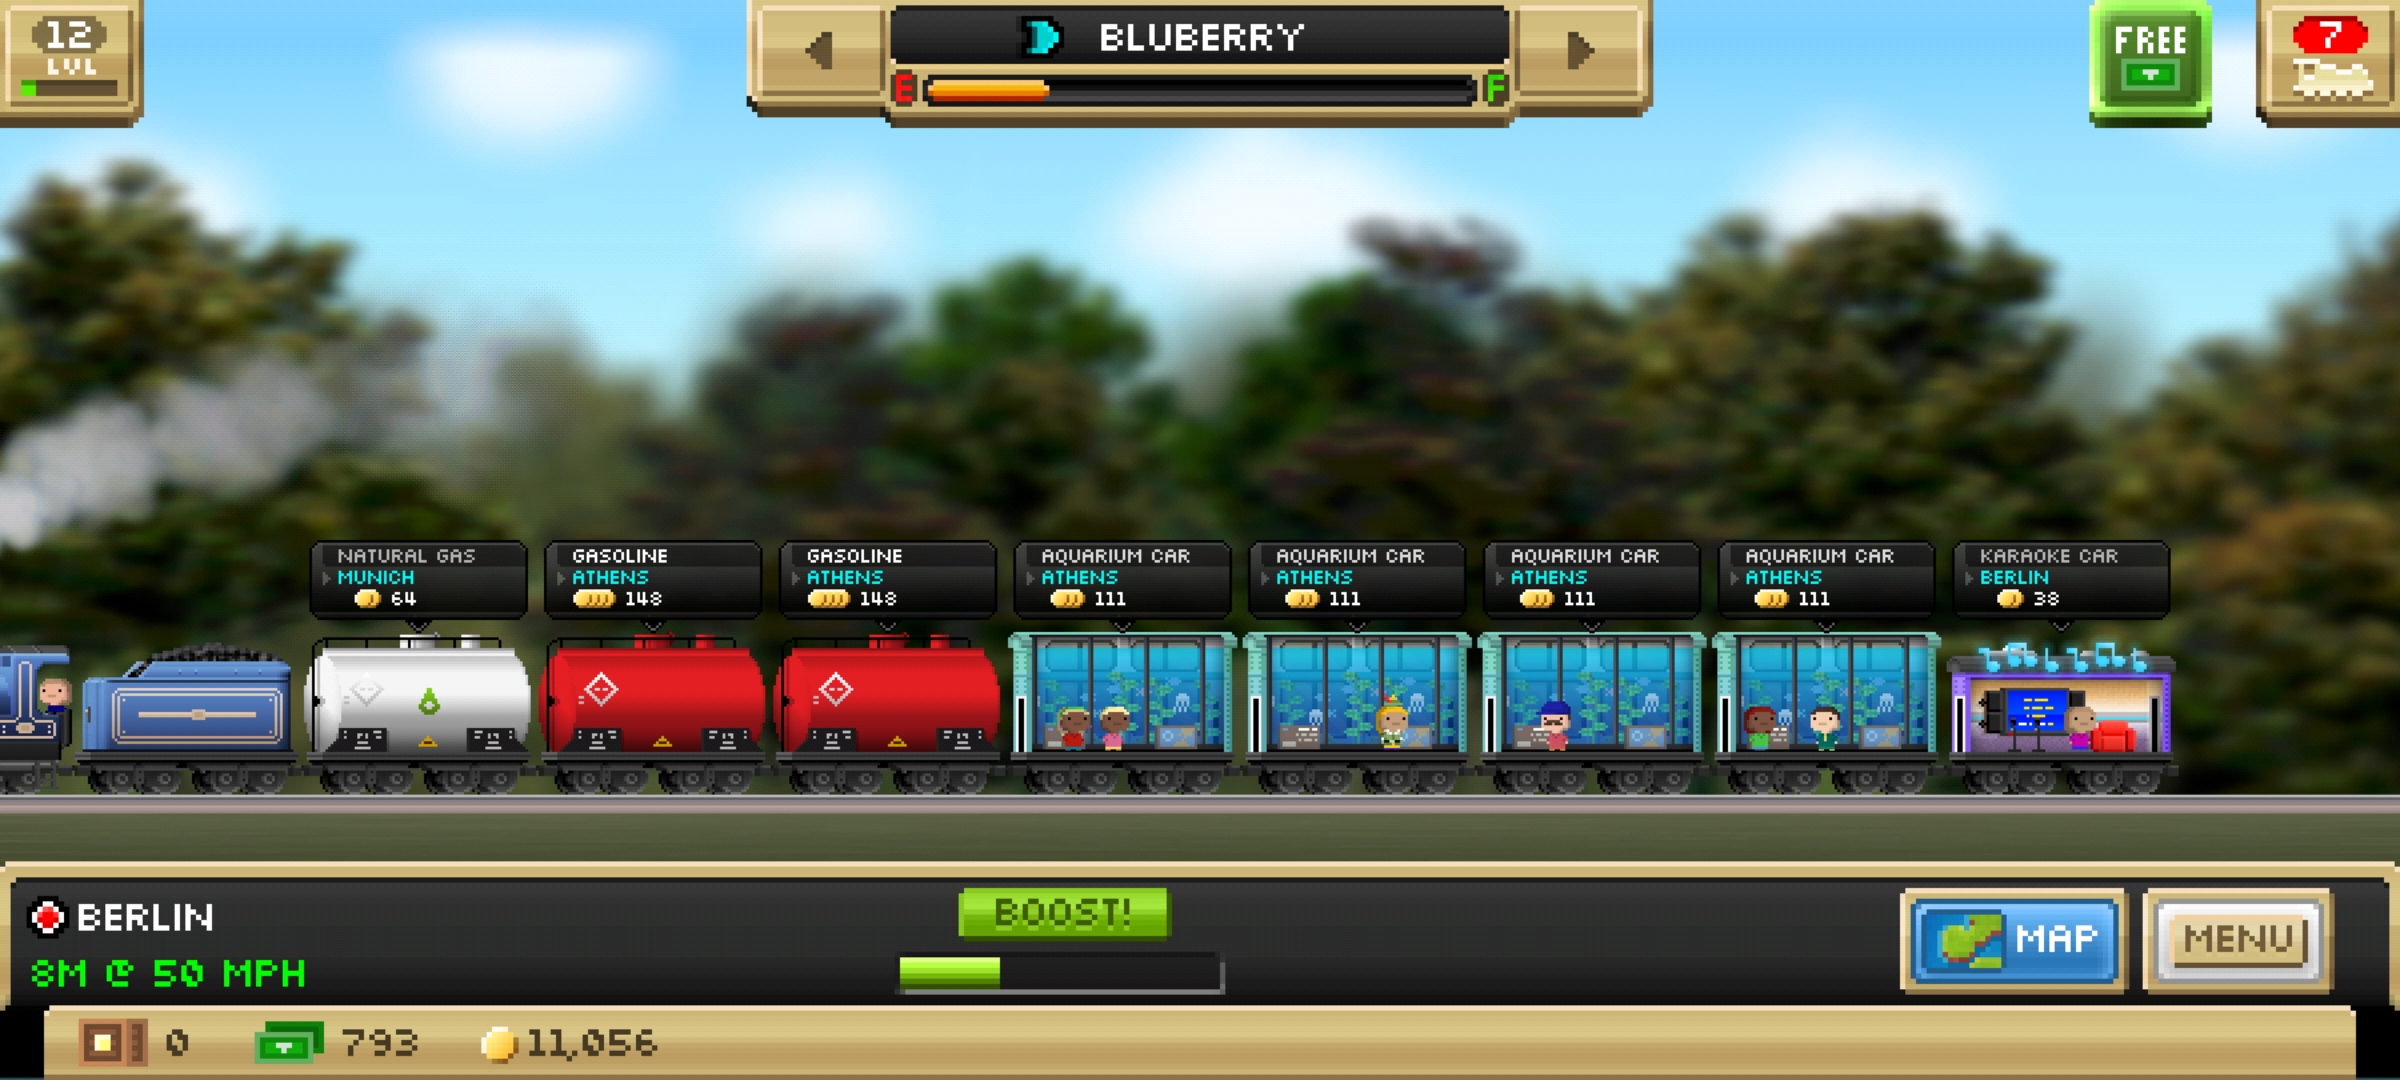 12
LVL
BLUBERRY
E
F
FREE
7
NATURAL GAS
MUNICH
64
GASOLINE
ATHENS
148
GASOLINE
ATHENS
148
AQUARIUM CAR
ATHENS
111
AQUARIUM CAR
ATHENS
111
AQUARIUM CAR
ATHENS
111
AQUARIUM CAR
ATHENS
111
KARAOKE CAR
BERLIN
38
BERLIN
8M @ 50 MPH
BOOST!
MAP
MENU
0
793
11,056